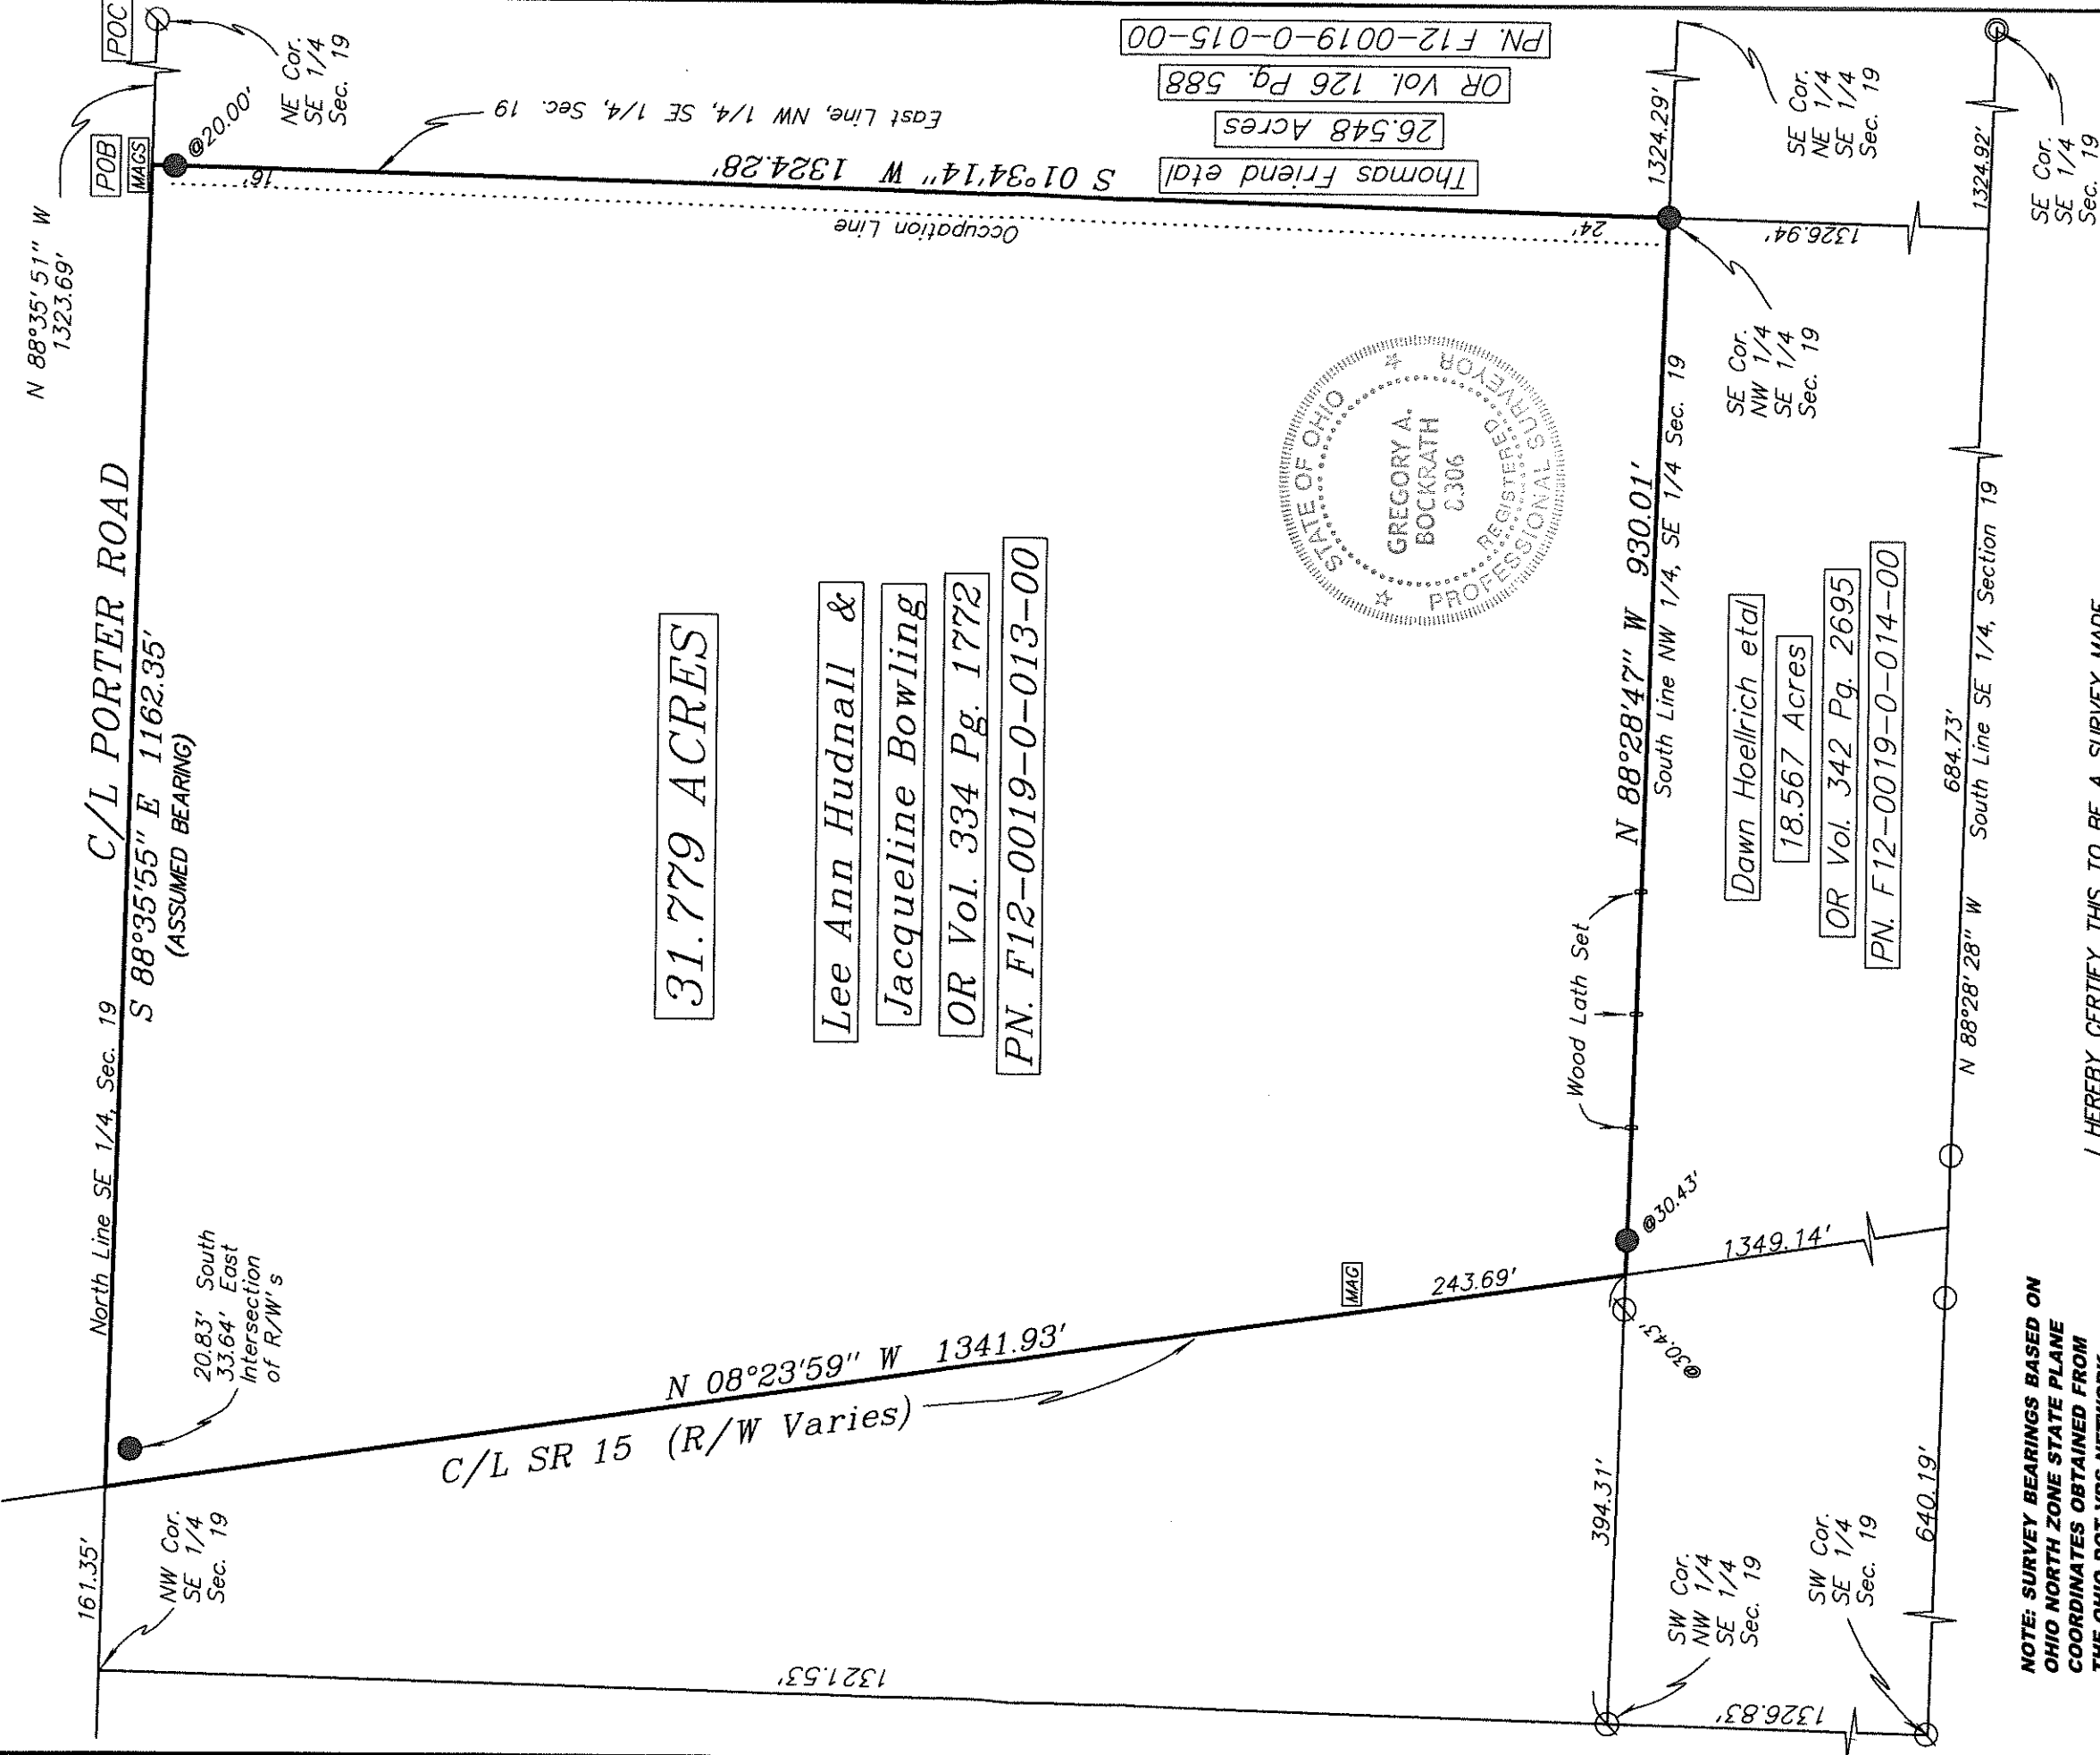 POC
NE Cor.
SE 1/4
Sec. 19
N 88°35'51" W
1323.69'
POB
MAGS
@20.00'
C/L PORTER ROAD
S 88°35'55" E 1162.35'
(ASSUMED BEARING)
North Line SE 1/4, Sec. 19
20.83' South
33.64' East
Intersection
of R/W's
161.35'
NW Cor.
SE 1/4
Sec. 19
East Line, NW 1/4, SE 1/4, Sec. 19
S 01°34'14" W 1324.28'
16'
Occupation Line
24'
Thomas Friend etal
26.548 Acres
OR Vol. 126 Pg. 588
PN. F12-0019-0-015-00
31.779 ACRES
Lee Ann Hudnall &
Jacqueline Bowling
OR Vol. 334 Pg. 1772
PN. F12-0019-0-013-00
STATE OF OHIO
GREGORY A.
BOCKRATH
REGISTERED
PROFESSIONAL SURVEYOR
N 08°23'59" W 1341.93'
C/L SR 15 (R/W Varies)
MAG
243.69'
1321.53'
1324.29'
SE Cor.
NE 1/4
SE 1/4
Sec. 19
1326.94'
SE Cor.
NW 1/4
SE 1/4
Sec. 19
N 88°28'47" W 930.01'
South Line NW 1/4, SE 1/4 Sec. 19
Wood Lath Set
@30.43'
@30.43'
394.31'
1349.14'
Dawn Hoellrich etal
18.567 Acres
OR Vol. 342 Pg. 2695
PN. F12-0019-0-014-00
SW Cor.
NW 1/4
SE 1/4
Sec. 19
1326.83'
SW Cor.
SE 1/4
Sec. 19
640.19'
684.73'
N 88°28'28" W South Line SE 1/4, Section 19
1324.92'
SE Cor.
SE 1/4
Sec. 19
NOTE: SURVEY BEARINGS BASED ON
OHIO NORTH ZONE STATE PLANE
COORDINATES OBTAINED FROM
THE OHIO DOT VRS NETWORK
I HEREBY CERTIFY THIS TO BE A SURVEY MADE